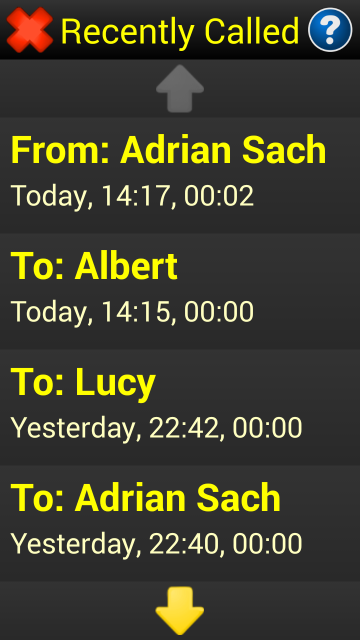 Recently Called
?
From: Adrian Sach
Today, 14:17, 00:02
To: Albert
Today, 14:15, 00:00
To: Lucy
Yesterday, 22:42, 00:00
To: Adrian Sach
Yesterday, 22:40, 00:00